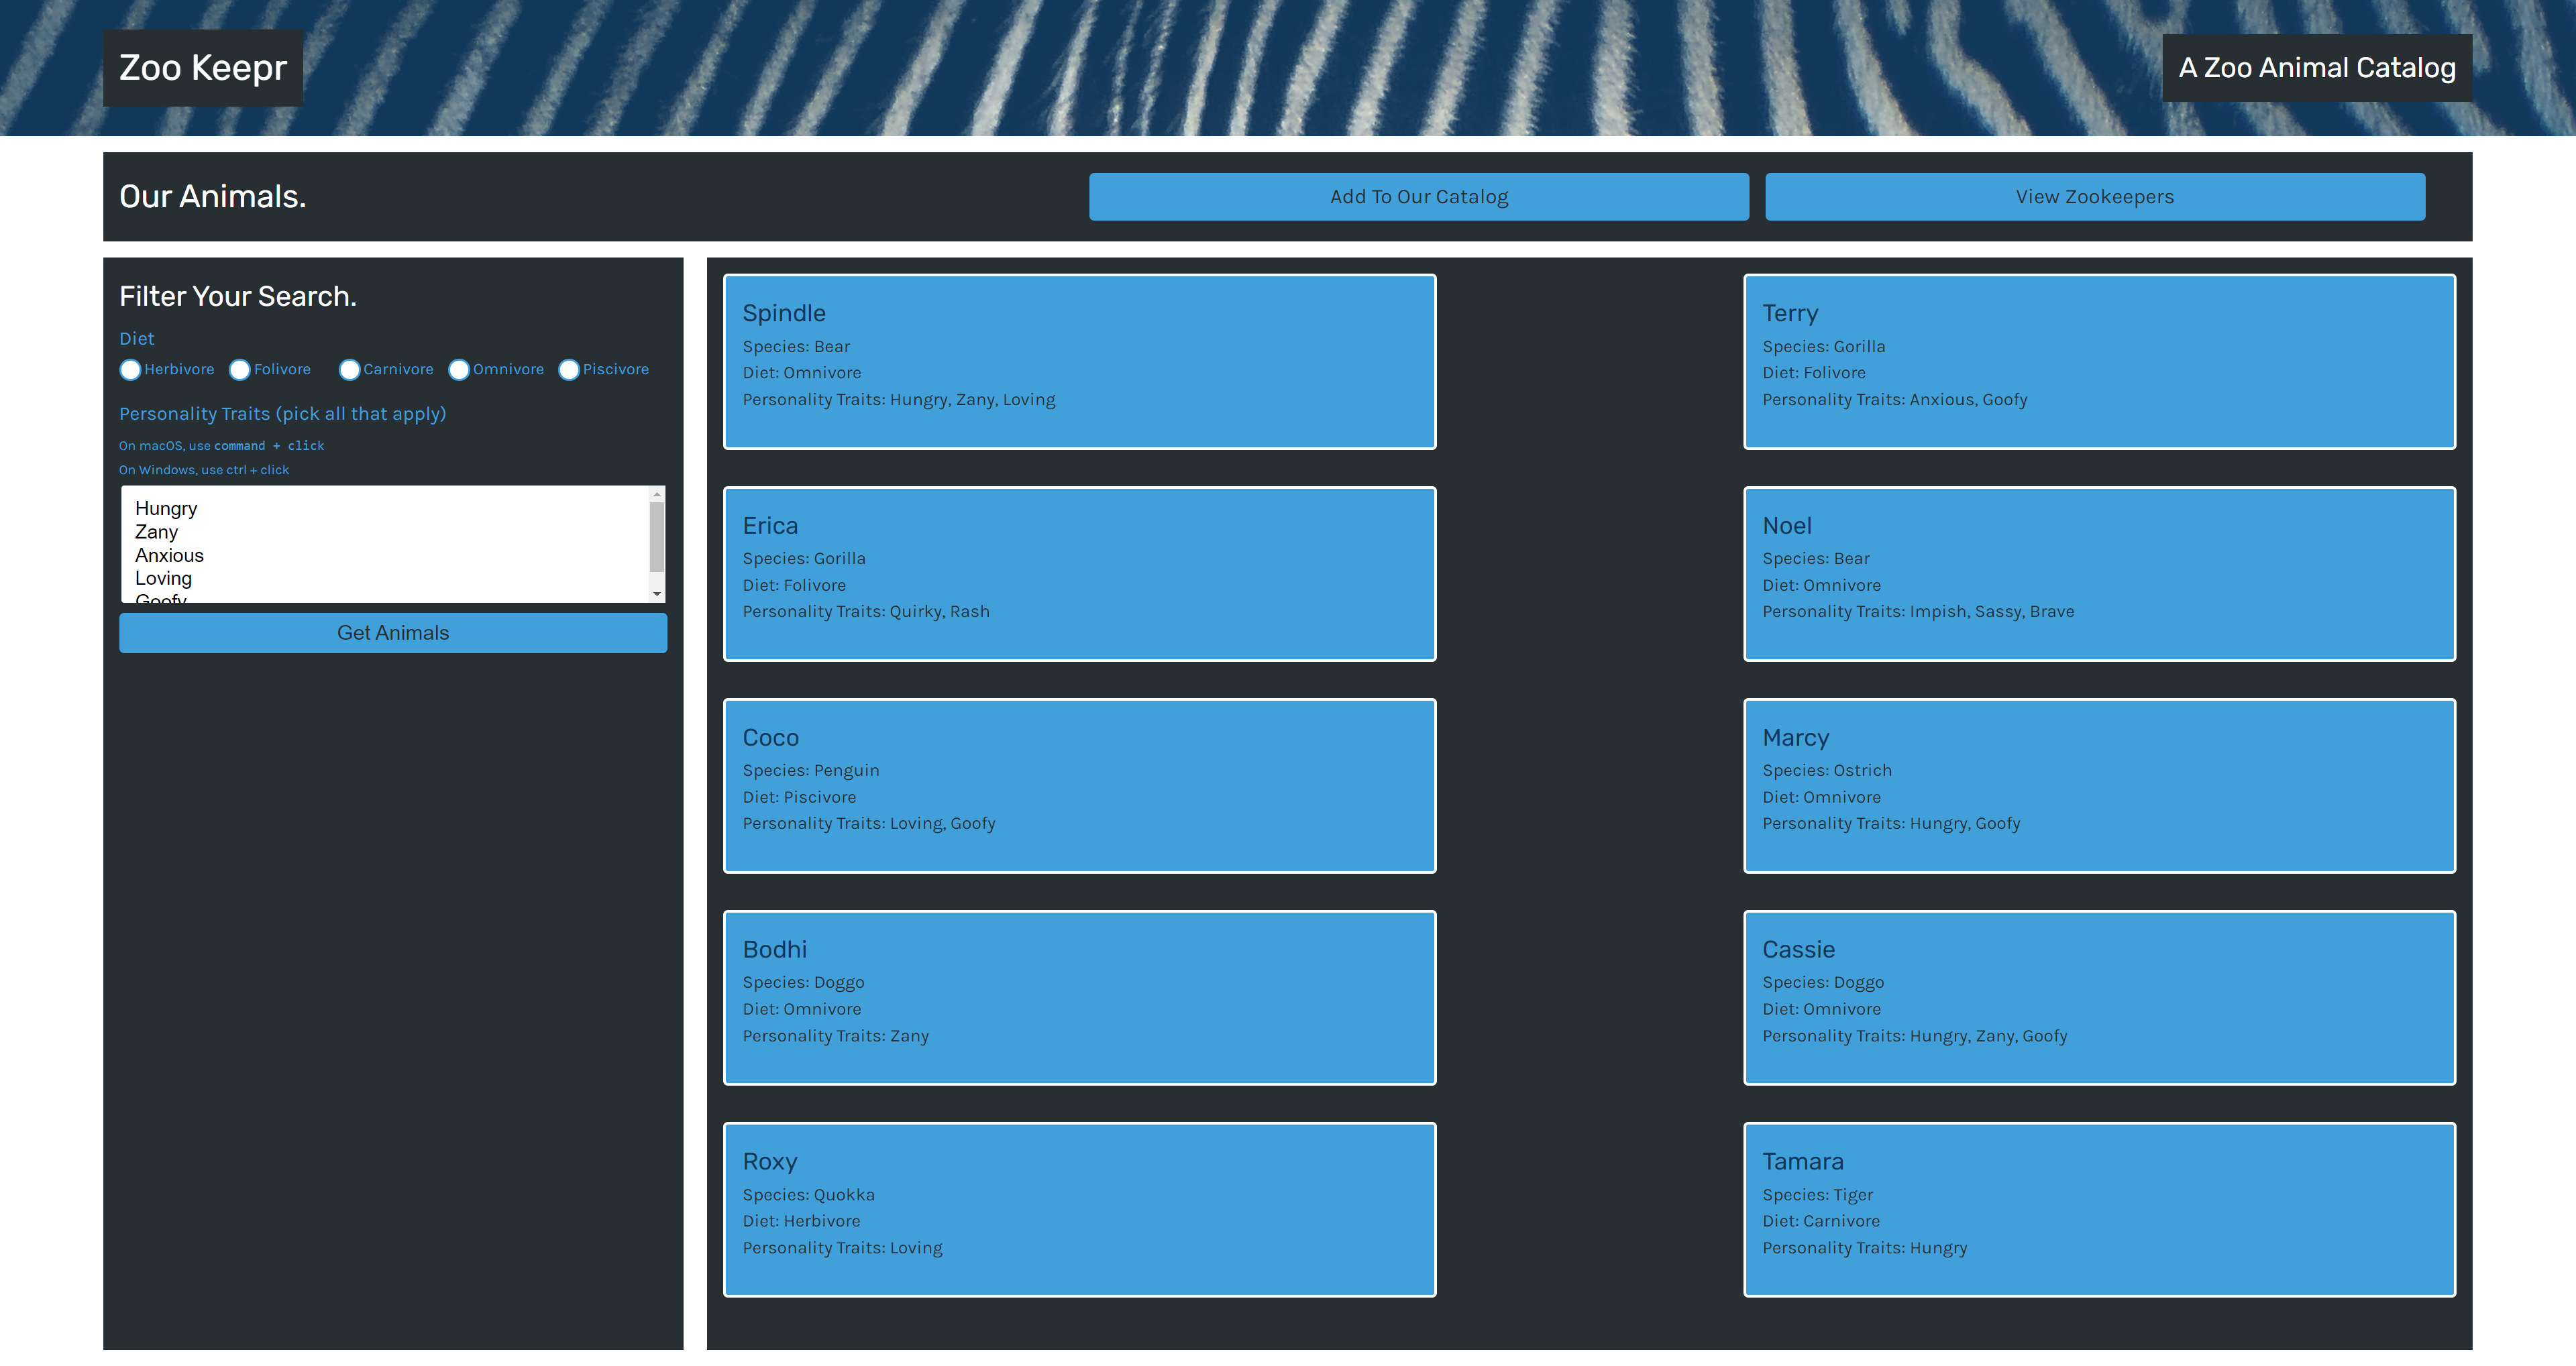 Zoo Keepr
A Zoo Animal Catalog
Our Animals.
Add To Our Catalog
View Zookeepers
Filter Your Search.
Diet
Herbivore
Folivore
Carnivore
Omnivore
Piscivore
Personality Traits (pick all that apply)
On macOS, use command + click
On Windows, use ctrl + click
Hungry
Zany
Anxious
Loving
Goofy
Get Animals
Spindle
Species: Bear
Diet: Omnivore
Personality Traits: Hungry, Zany, Loving
Terry
Species: Gorilla
Diet: Folivore
Personality Traits: Anxious, Goofy
Erica
Species: Gorilla
Diet: Folivore
Personality Traits: Quirky, Rash
Noel
Species: Bear
Diet: Omnivore
Personality Traits: Impish, Sassy, Brave
Coco
Species: Penguin
Diet: Piscivore
Personality Traits: Loving, Goofy
Marcy
Species: Ostrich
Diet: Omnivore
Personality Traits: Hungry, Goofy
Bodhi
Species: Doggo
Diet: Omnivore
Personality Traits: Zany
Cassie
Species: Doggo
Diet: Omnivore
Personality Traits: Hungry, Zany, Goofy
Roxy
Species: Quokka
Diet: Herbivore
Personality Traits: Loving
Tamara
Species: Tiger
Diet: Carnivore
Personality Traits: Hungry